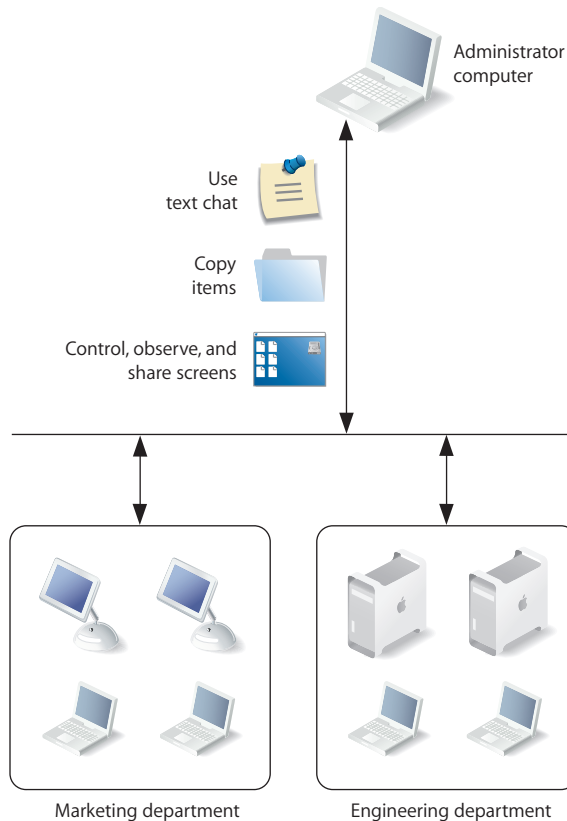 Administrator
computer
Use
text chat
Copy
items
Control, observe, and
share screens
Marketing department
Engineering department